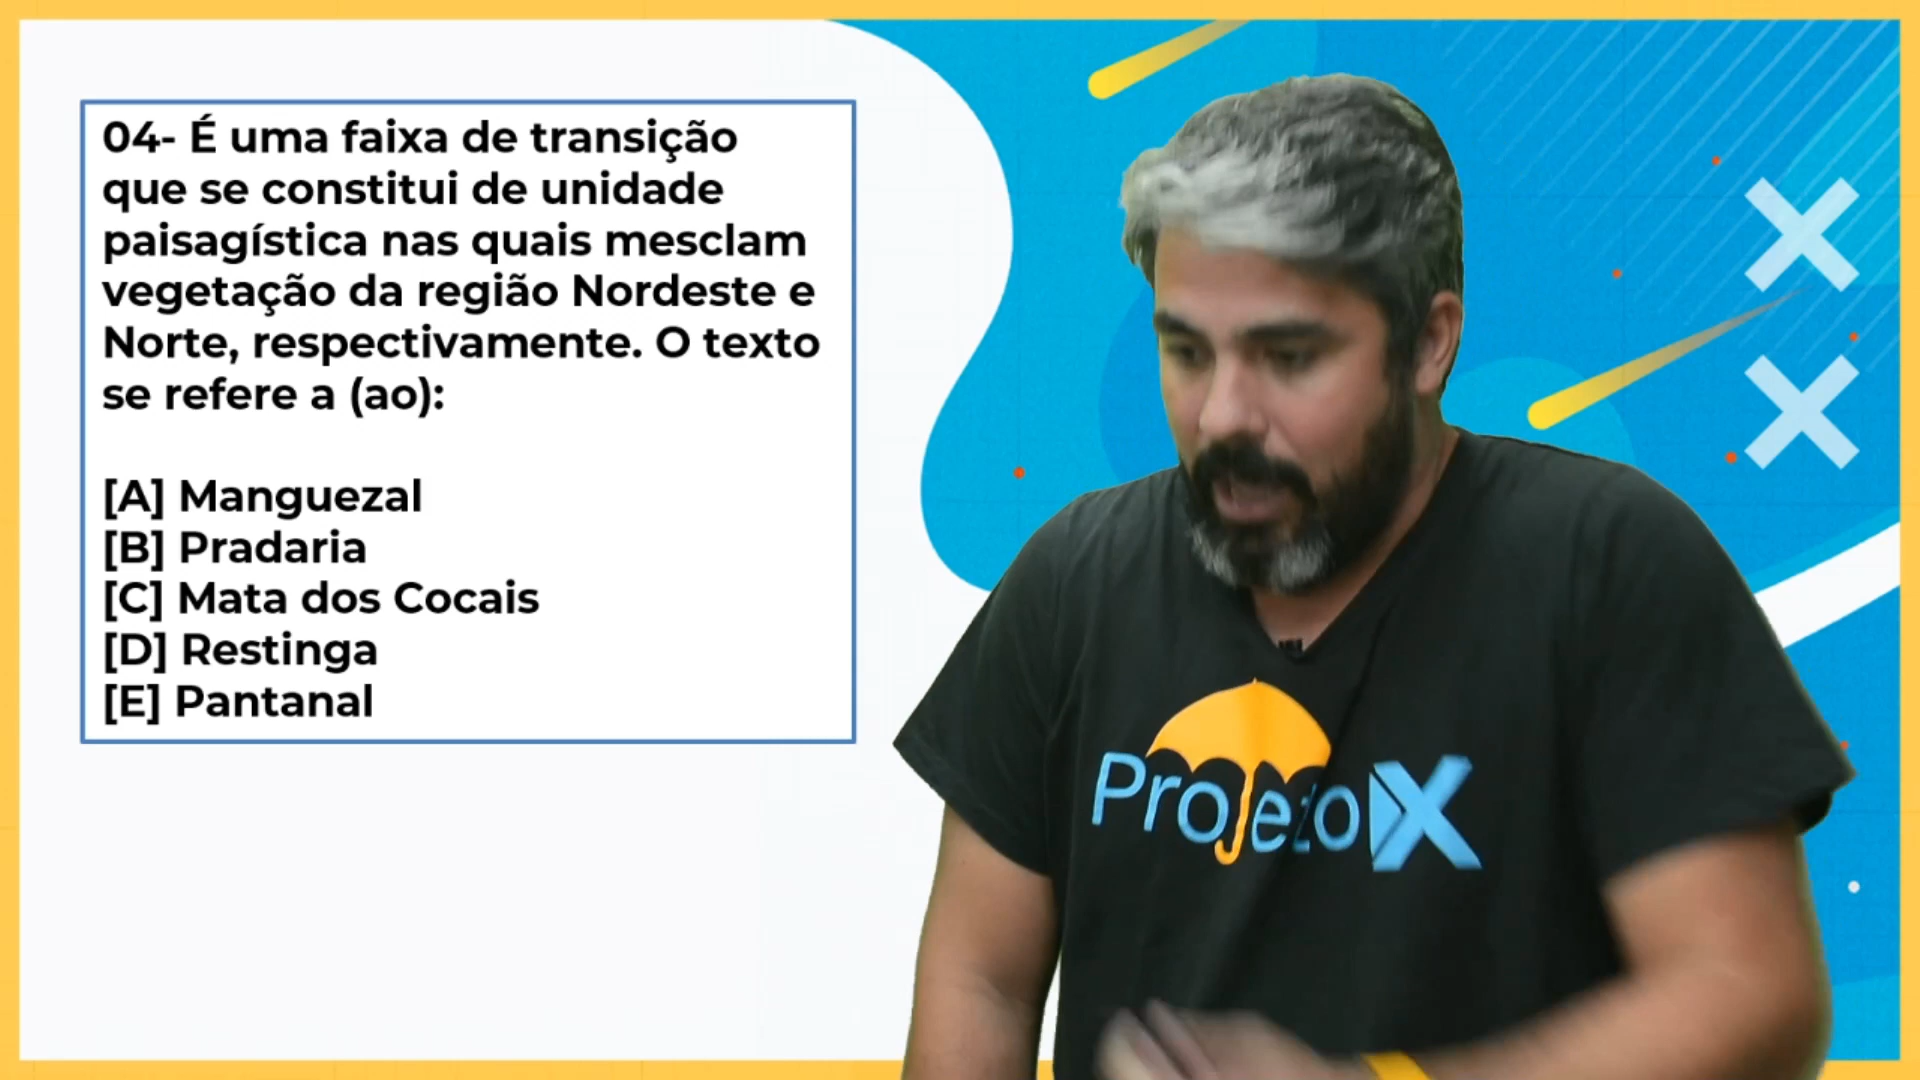 04- É uma faixa de transição
que se constitui de unidade
paisagística nas quais mesclam
vegetação da região Nordeste e
Norte, respectivamente. O texto
se refere a (ao):
[A] Manguezal
[B] Pradaria
[C] Mata dos Cocais
[D] Restinga
[E] Pantanal
Projeto X